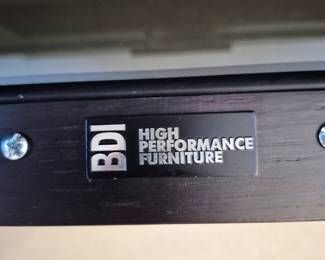 BDI
HIGH
PERFORMANCE
FURNITURE